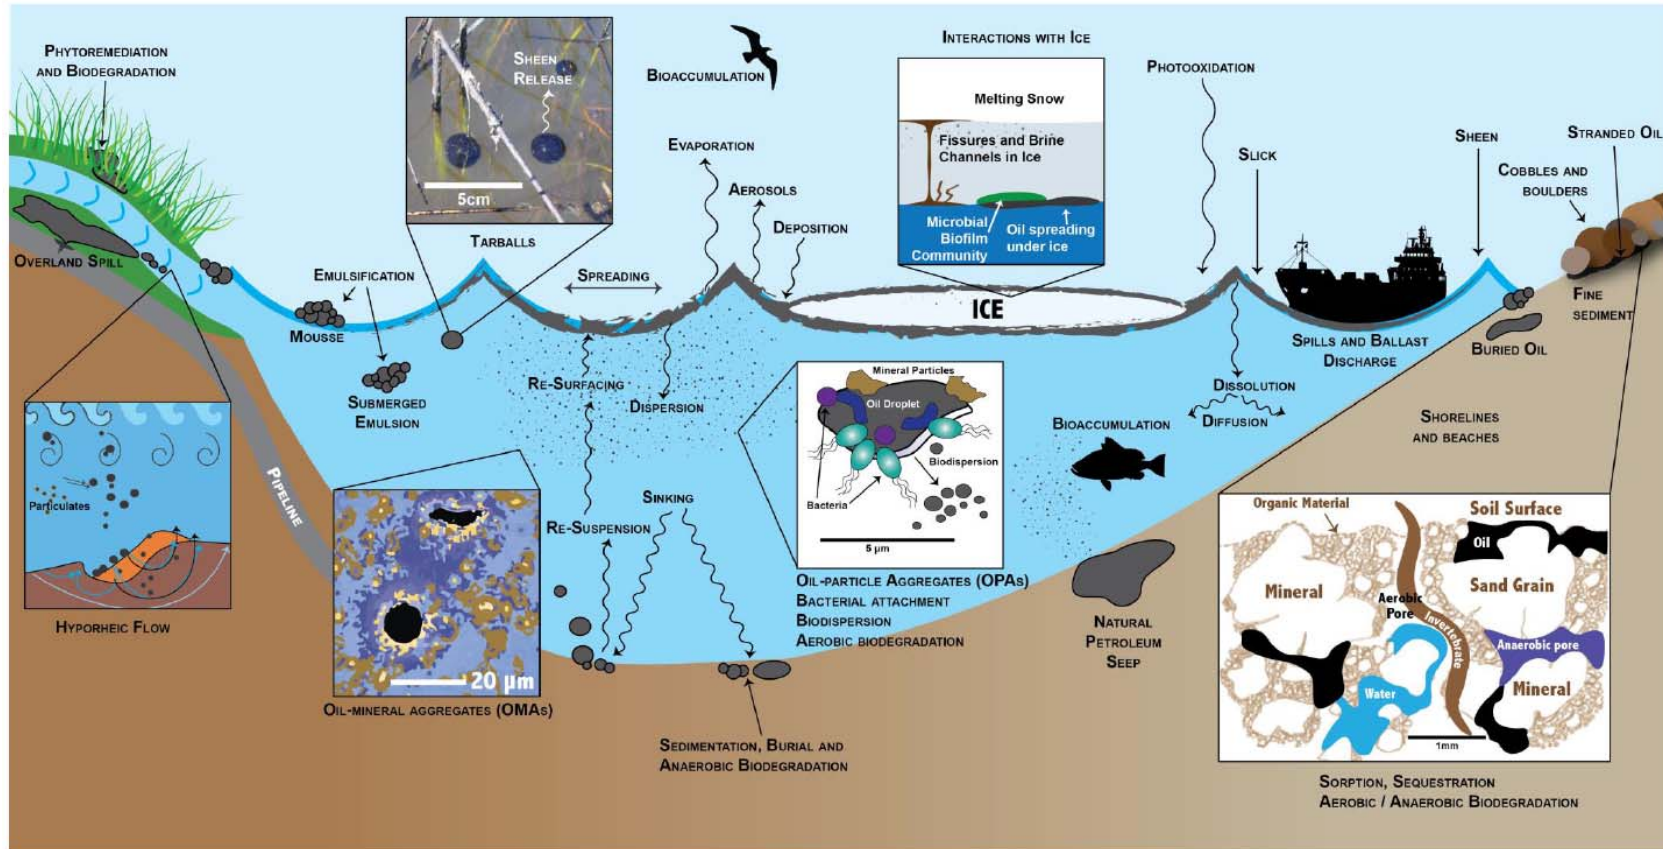 PHYTOREMEDIATION
AND BIODEGRADATION
OVERLAND SPILL
PIPELINE
Particulates
HYPORHEIC FLOW
SHEEN
RELEASE
5cm
TARBALLS
EMULSIFICATION
MOUSSE
SUBMERGED
EMULSION
20 µm
OIL-MINERAL AGGREGATES (OMAS)
SPREADING
BIOACCUMULATION
EVAPORATION
AEROSOLS
DEPOSITION
RE-SURFACING
DISPERSION
SINKING
RE-SUSPENSION
SEDIMENTATION, BURIAL AND
ANAEROBIC BIODEGRADATION
INTERACTIONS WITH ICE
Melting Snow
Fissures and Brine
Channels in Ice
Microbial
Biofilm
Community
Oil spreading
under ice
ICE
Mineral Particles
Oil Droplet
Biodispersion
Bacteria
5 µm
OIL-PARTICLE AGGREGATES (OPAS)
BACTERIAL ATTACHMENT
BIODISPERSION
AEROBIC BIODEGRADATION
PHOTOOXIDATION
SLICK
SHEEN
SPILLS AND BALLAST
DISCHARGE
DISSOLUTION
DIFFUSION
BIOACCUMULATION
NATURAL
PETROLEUM
SEEP
STRANDED OIL
COBBLES AND
BOULDERS
FINE
SEDIMENT
BURIED OIL
SHORELINES
AND BEACHES
Organic Material
Soil Surface
Oil
Mineral
Sand Grain
Aerobic
Pore
Invertebrate
Anaerobic pore
Water
Mineral
1mm
SORPTION, SEQUESTRATION
AEROBIC / ANAEROBIC BIODEGRADATION